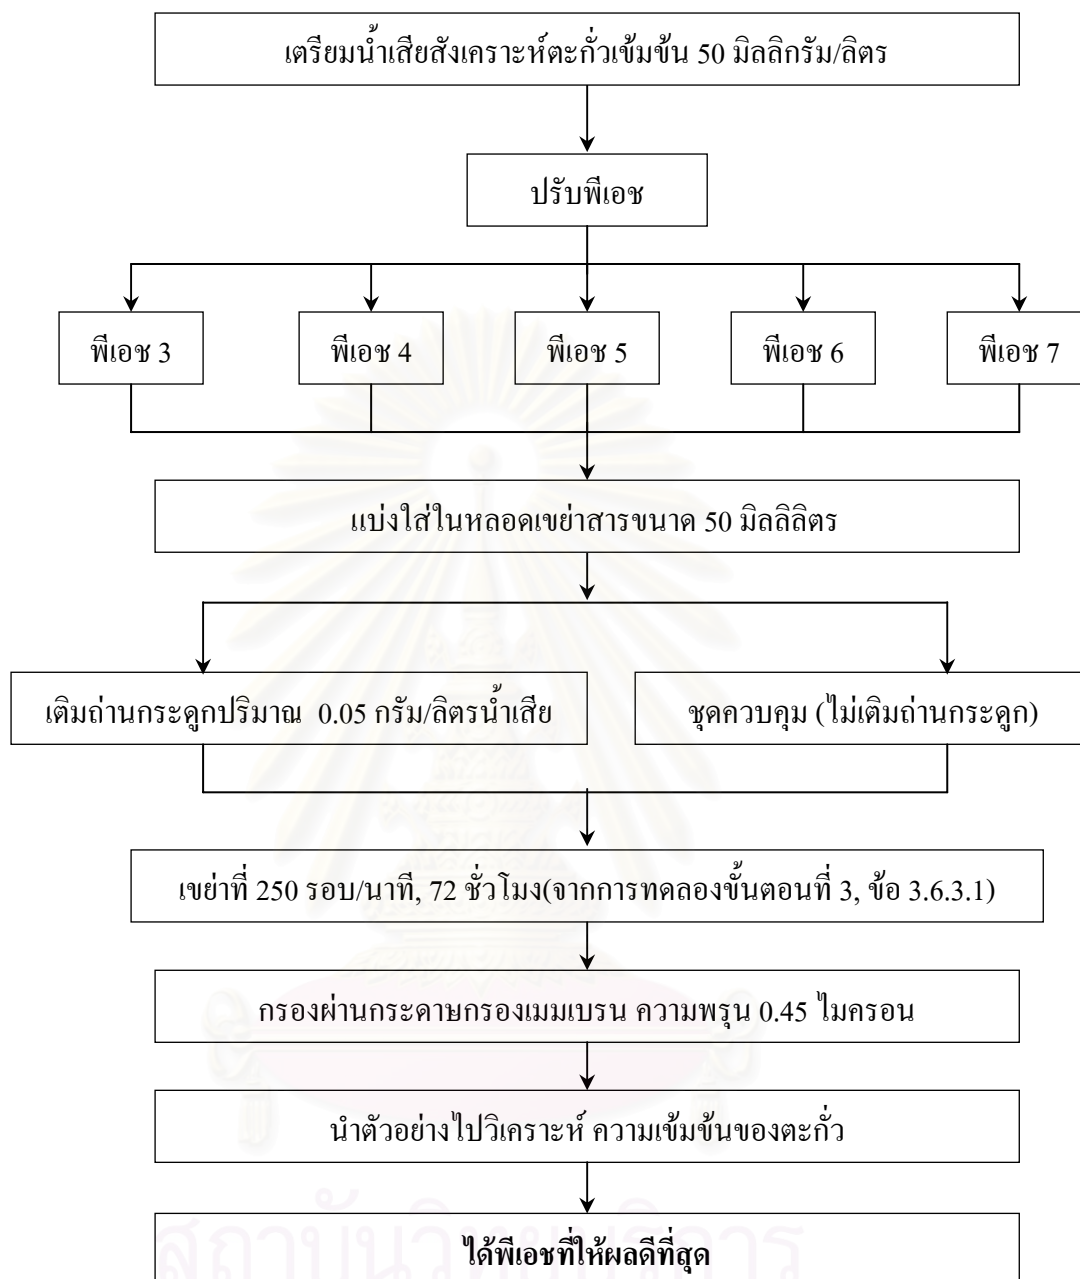 เตรียมน้ำเสียสังเคราะห์ตะกั่วเข้มข้น 50 มิลลิกรัม/ลิตร
ปรับพีเอช
พีเอช 3
พีเอช 4
พีเอช 5
พีเอช 6
พีเอช 7
แบ่งใส่ในหลอดเขย่าสารขนาด 50 มิลลิลิตร
เติมถ่านกระดูกปริมาณ 0.05 กรัม/ลิตรน้ำเสีย
ชุดควบคุม (ไม่เติมถ่านกระดูก)
เขย่าที่ 250 รอบ/นาที, 72 ชั่วโมง(จากการทดลองขั้นตอนที่ 3, ข้อ 3.6.3.1)
กรองผ่านกระดาษกรองเมมเบรน ความพรุน 0.45 ไมครอน
นำตัวอย่างไปวิเคราะห์ ความเข้มข้นของตะกั่ว
ได้พีเอชที่ให้ผลดีที่สุด
สถาบันวิทยบริการ